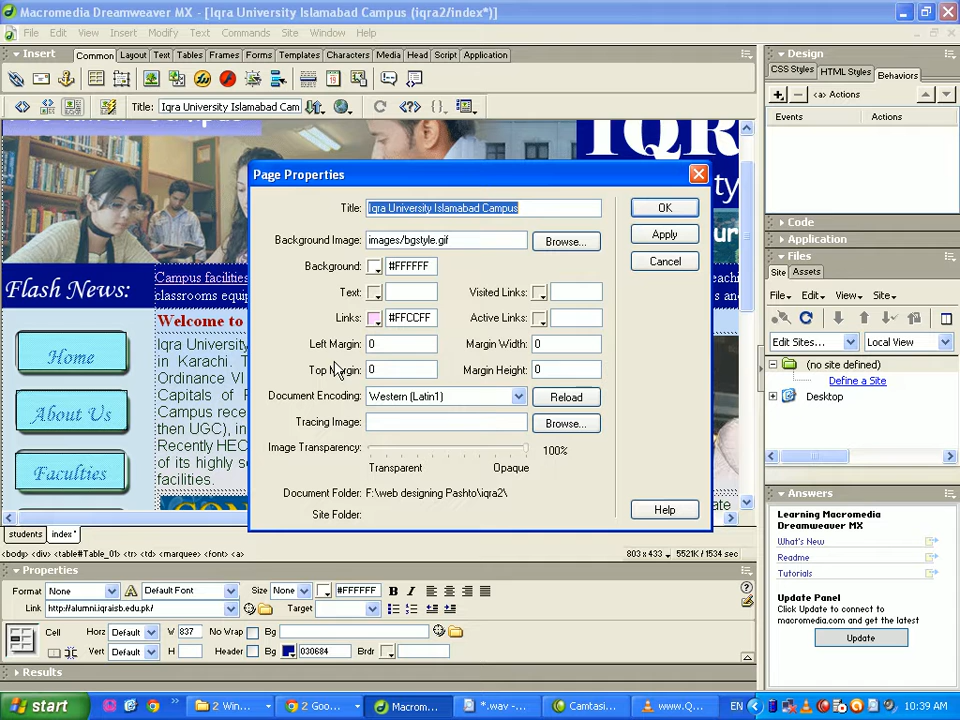 Macromedia Dreamweaver MX - [Iqra University Islamabad Campus (iqra2/index*)]
File Edit View Insert Modify Text Commands Site Window Help
Insert Common Layout Text Tables Frames Forms Templates Characters Media Head Script Application
Title: Iqra University Islamabad Cam
Design
CSS Styles HTML Styles Behaviors
<a> Actions
Events Actions
IQR
ty
Flash News:
Campus facilities
classrooms equip
Welcome to
Iqra University
in Karachi. T
Ordinance VI
Capitals of
Campus rece
then UGC), in
Recently HEC
of its highly s
facilities.
Home
About Us
Faculties
Page Properties
Title: Iqra University Islamabad Campus
OK
Background Image: images/bgstyle.gif Browse...
Apply
Background: #FFFFFF
Cancel
Text: Visited Links:
Links: #FFCCFF Active Links:
Left Margin: 0 Margin Width: 0
Top Margin: 0 Margin Height: 0
Document Encoding: Western (Latin1) Reload
Tracing Image: Browse...
Image Transparency: 100%
Transparent Opaque
Document Folder: F:\web designing Pashto\iqra2\
Site Folder:
Help
Code
Application
Files
Site Assets
File Edit View Site
Edit Sites... Local View
(no site defined)
Define a Site
Desktop
Answers
Learning Macromedia
Dreamweaver MX
What's New
Readme
Tutorials
Update Panel
Click Update to connect to
macromedia.com and get the latest
Update
students index*
<body> <div> <table#Table_01> <tr> <td> <marquee> <font> <a> 803 x 433 5521K / 1534 sec
Properties
Format None Default Font Size None #FFFFFF B I
Link http://alumni.iqraisb.edu.pk/ Target
Cell Horz Default W 837 No Wrap Bg
Vert Default H Header Bg 030684 Brdr
Results
start 2 Win... 2 Goo... Macrom... *.wav -... Camtasi... www.Q... EN 10:39 AM